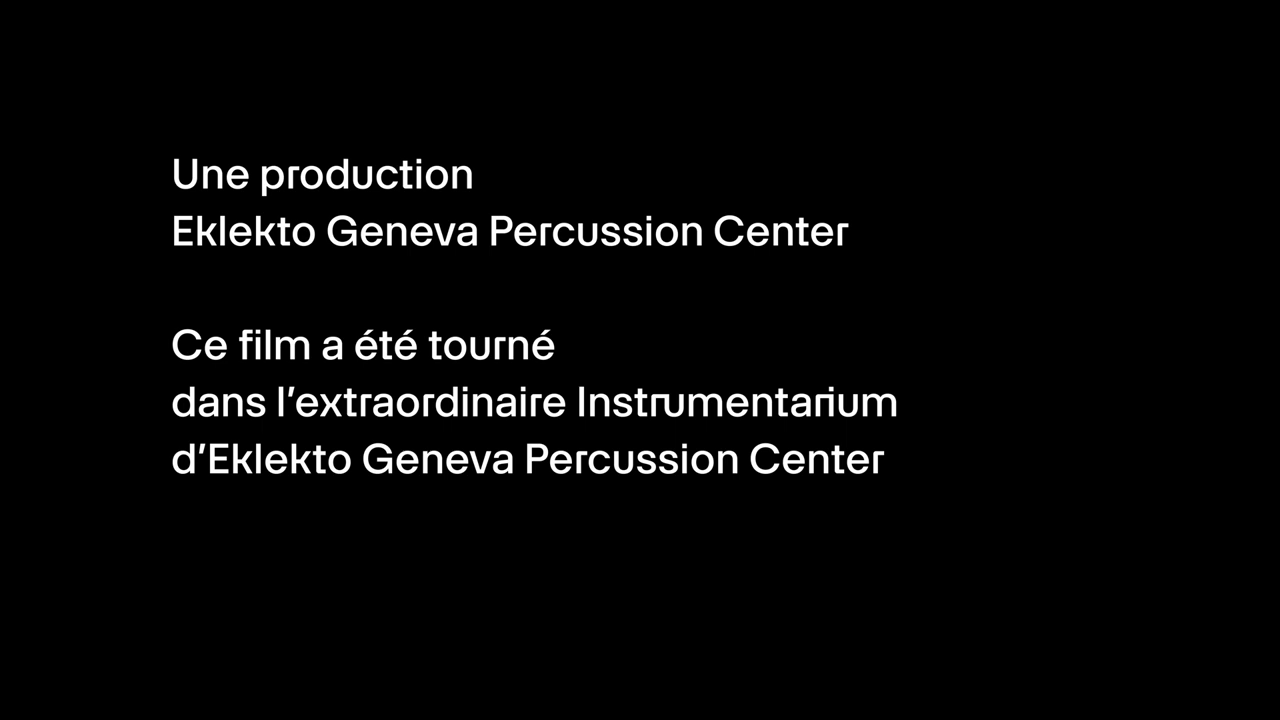 Une production
Eklekto Geneva Percussion Center
Ce film a été tourné
dans l’extraordinaire Instrumentarium
d’Eklekto Geneva Percussion Center